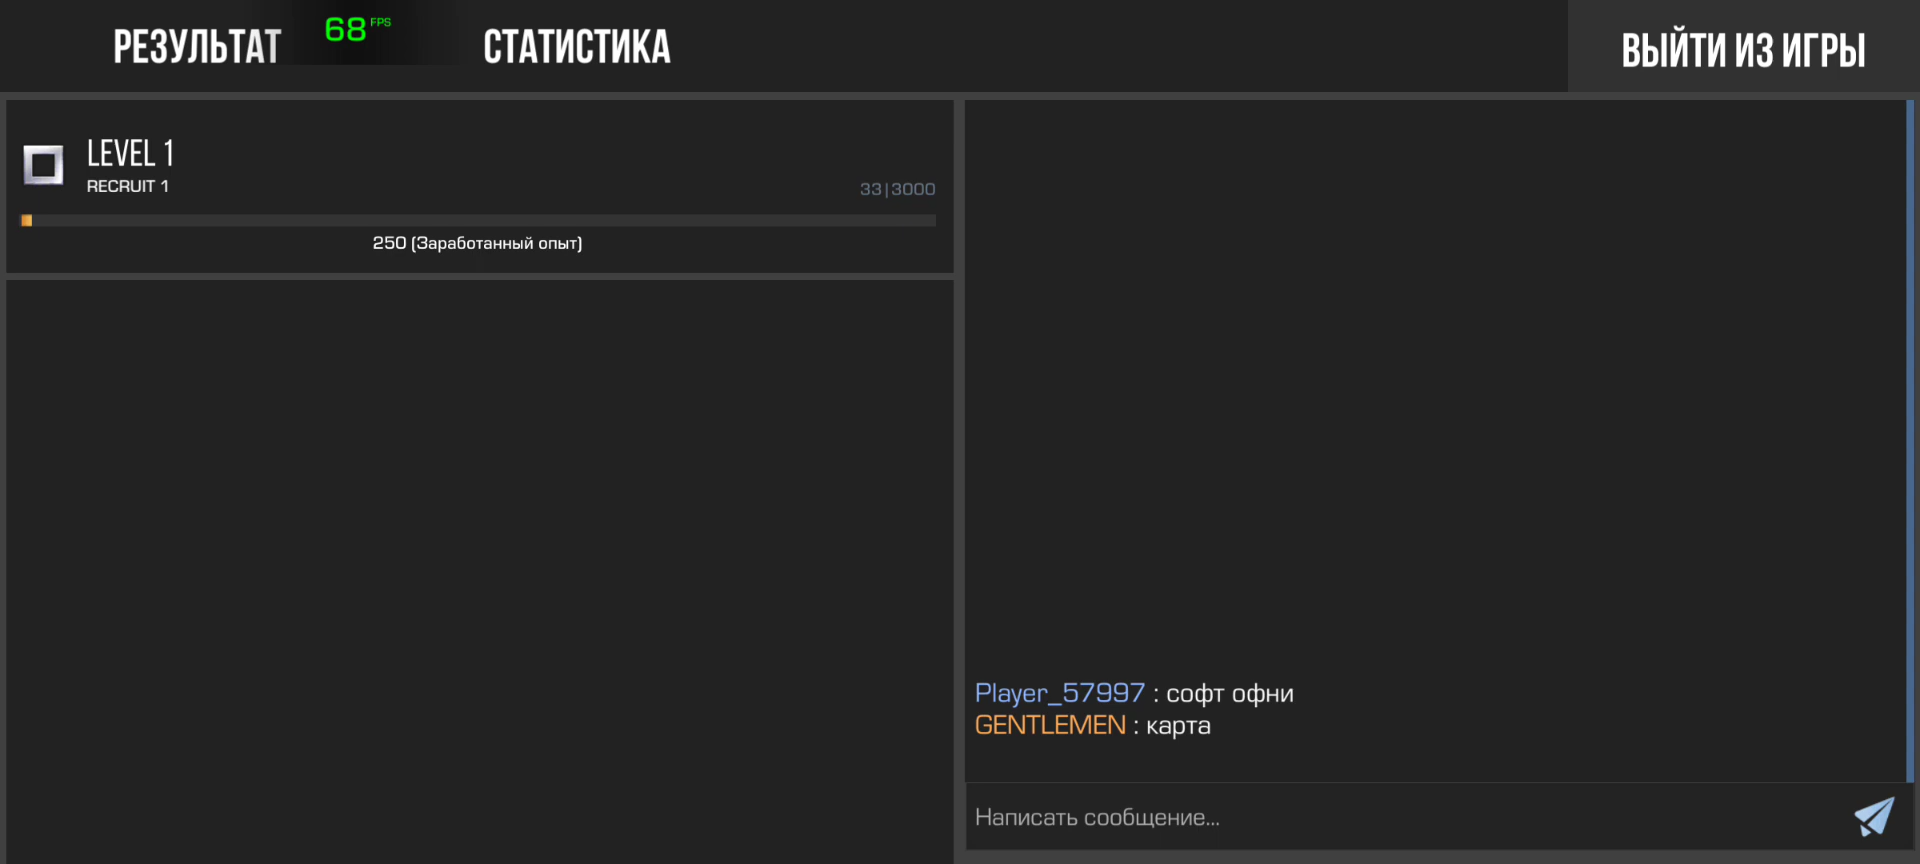 РЕЗУЛЬТАТ
68 FPS
СТАТИСТИКА
ВЫЙТИ ИЗ ИГРЫ
LEVEL 1
RECRUIT 1
33|3000
250 (Заработанный опыт)
Player_57997 : софт офни
GENTLEMEN : карта
Написать сообщение...